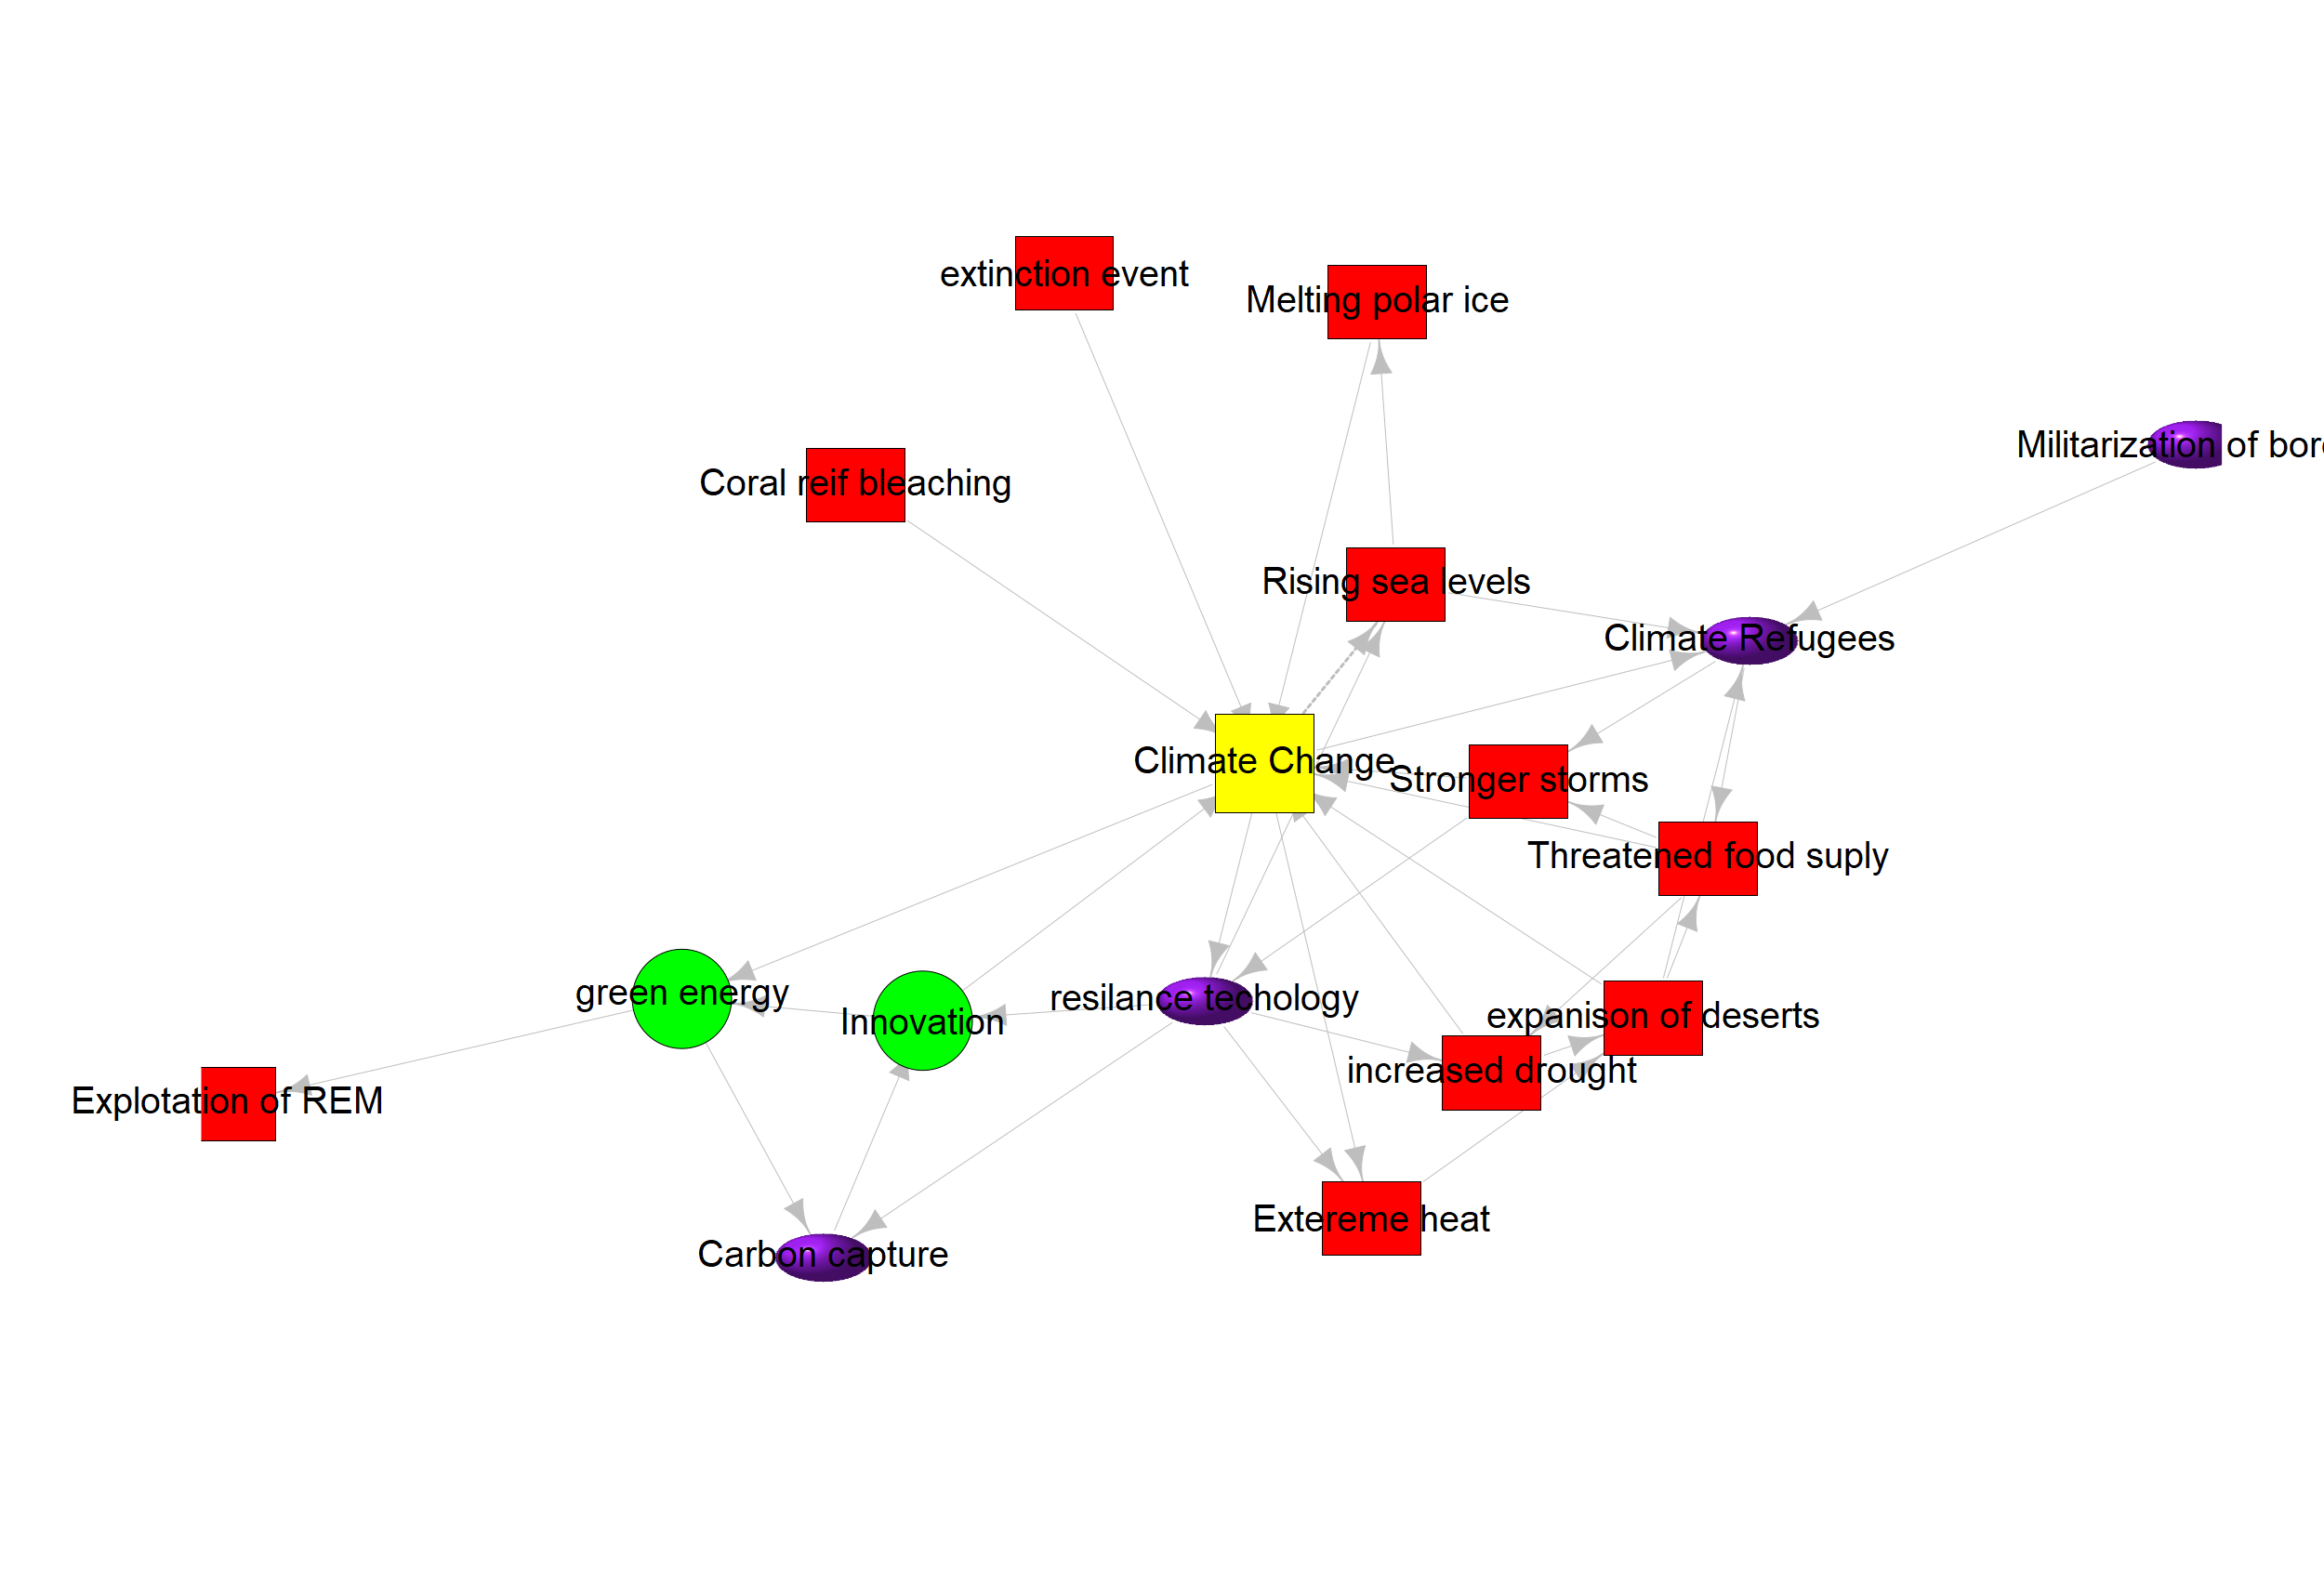 extinction event
Melting polar ice
Militarization of bor
Coral reif bleaching
Rising sea levels
Climate Refugees
Climate Change
Stronger storms
Threatened food suply
green energy
Innovation
resilance techology
expanison of deserts
increased drought
Explotation of REM
Extereme heat
Carbon capture